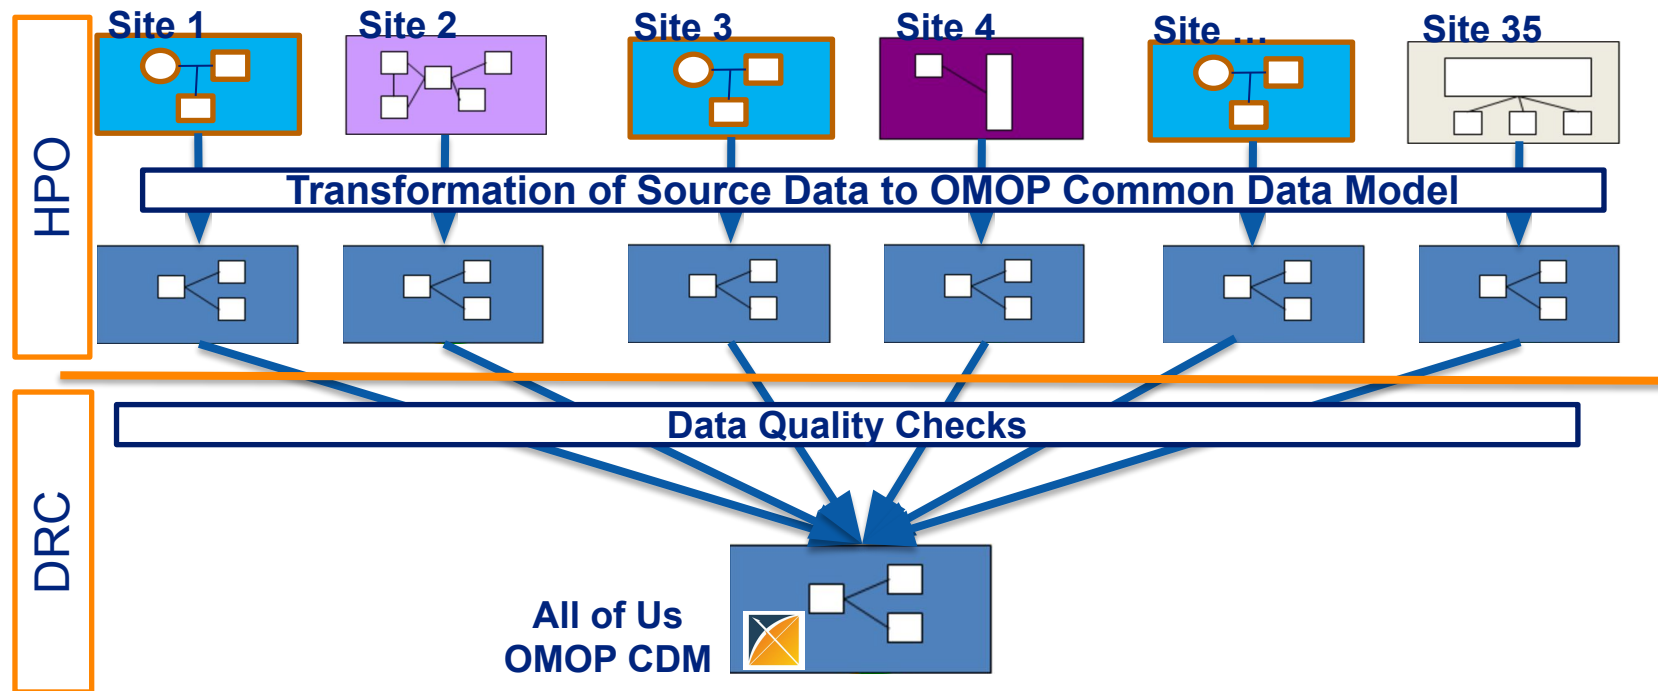 Site 1
Site 2
Site 3
Site 4
Site ...
Site 35
HPO
Transformation of Source Data to OMOP Common Data Model
Data Quality Checks
DRC
All of Us
OMOP CDM